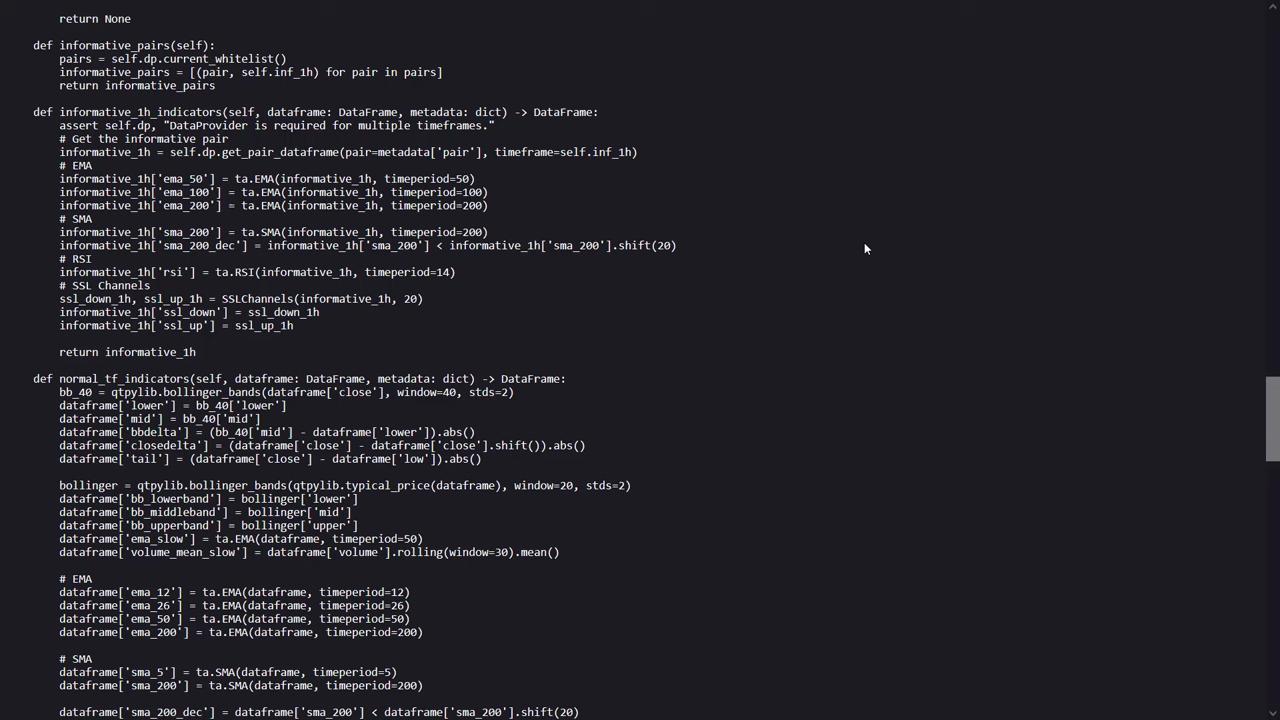 return None
def informative_pairs(self):
pairs = self.dp.current_whitelist()
informative_pairs = [(pair, self.inf_1h) for pair in pairs]
return informative_pairs
def informative_1h_indicators(self, dataframe: DataFrame, metadata: dict) -> DataFrame:
assert self.dp, "DataProvider is required for multiple timeframes."
# Get the informative pair
informative_1h = self.dp.get_pair_dataframe(pair=metadata['pair'], timeframe=self.inf_1h)
# EMA
informative_1h['ema_50'] = ta.EMA(informative_1h, timeperiod=50)
informative_1h['ema_100'] = ta.EMA(informative_1h, timeperiod=100)
informative_1h['ema_200'] = ta.EMA(informative_1h, timeperiod=200)
# SMA
informative_1h['sma_200'] = ta.SMA(informative_1h, timeperiod=200)
informative_1h['sma_200_dec'] = informative_1h['sma_200'] < informative_1h['sma_200'].shift(20)
# RSI
informative_1h['rsi'] = ta.RSI(informative_1h, timeperiod=14)
# SSL Channels
ssl_down_1h, ssl_up_1h = SSLChannels(informative_1h, 20)
informative_1h['ssl_down'] = ssl_down_1h
informative_1h['ssl_up'] = ssl_up_1h
return informative_1h
def normal_tf_indicators(self, dataframe: DataFrame, metadata: dict) -> DataFrame:
bb_40 = qtpylib.bollinger_bands(dataframe['close'], window=40, stds=2)
dataframe['lower'] = bb_40['lower']
dataframe['mid'] = bb_40['mid']
dataframe['bbdelta'] = (bb_40['mid'] - dataframe['lower']).abs()
dataframe['closedelta'] = (dataframe['close'] - dataframe['close'].shift()).abs()
dataframe['tail'] = (dataframe['close'] - dataframe['low']).abs()
bollinger = qtpylib.bollinger_bands(qtpylib.typical_price(dataframe), window=20, stds=2)
dataframe['bb_lowerband'] = bollinger['lower']
dataframe['bb_middleband'] = bollinger['mid']
dataframe['bb_upperband'] = bollinger['upper']
dataframe['ema_slow'] = ta.EMA(dataframe, timeperiod=50)
dataframe['volume_mean_slow'] = dataframe['volume'].rolling(window=30).mean()
# EMA
dataframe['ema_12'] = ta.EMA(dataframe, timeperiod=12)
dataframe['ema_26'] = ta.EMA(dataframe, timeperiod=26)
dataframe['ema_50'] = ta.EMA(dataframe, timeperiod=50)
dataframe['ema_200'] = ta.EMA(dataframe, timeperiod=200)
# SMA
dataframe['sma_5'] = ta.SMA(dataframe, timeperiod=5)
dataframe['sma_200'] = ta.SMA(dataframe, timeperiod=200)
dataframe['sma_200_dec'] = dataframe['sma_200'] < dataframe['sma_200'].shift(20)